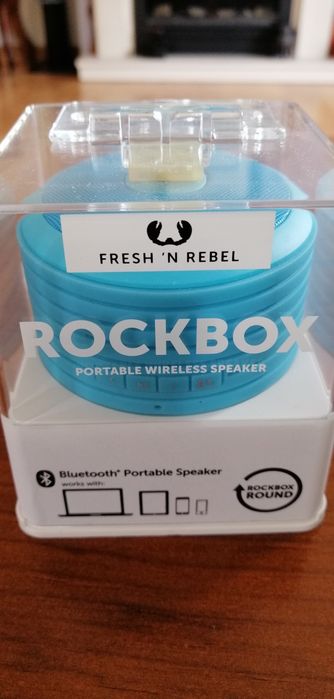 FRESH 'N REBEL
ROCKBOX
PORTABLE WIRELESS SPEAKER
Bluetooth® Portable Speaker
works with:
ROCKBOX
ROUND